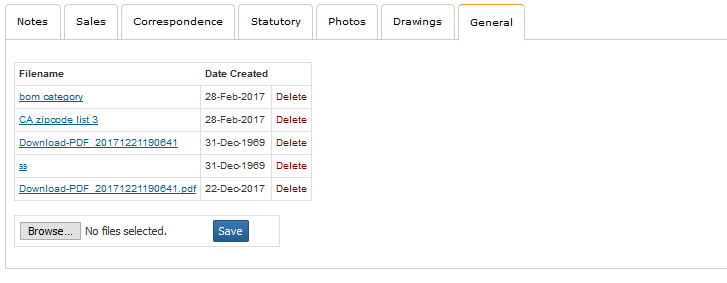 Notes Sales Correspondence Statutory Photos Drawings General
Filename Date Created
bom category 28-Feb-2017 Delete
CA zipcode list 3 28-Feb-2017 Delete
Download-PDF_20171221190641 31-Dec-1969 Delete
ss 31-Dec-1969 Delete
Download-PDF_20171221190641.pdf 22-Dec-2017 Delete
Browse... No files selected. Save